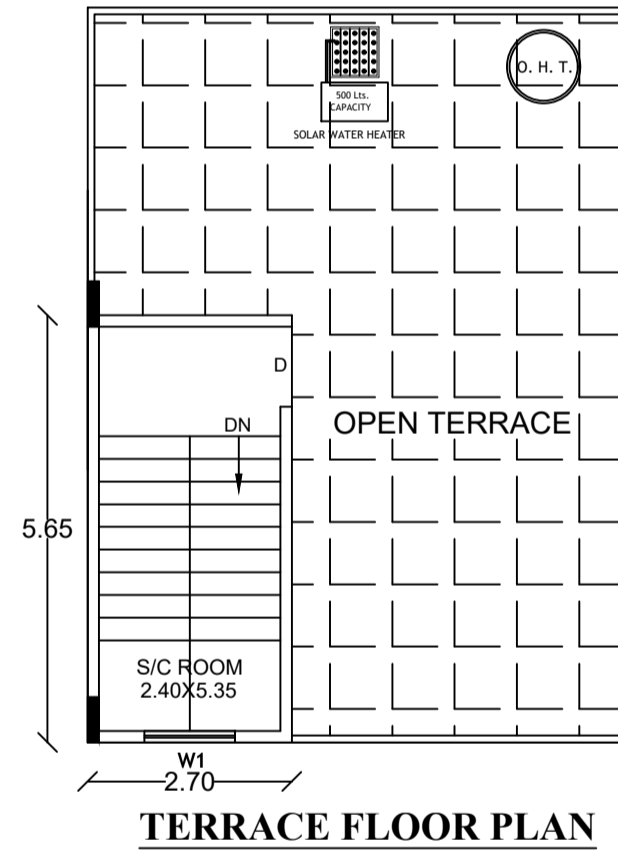 500 Lts.
CAPACITY
SOLAR WATER HEATER
O. H. T.
D
DN
OPEN TERRACE
5.65
S/C ROOM
2.40X5.35
W1
2.70
TERRACE FLOOR PLAN